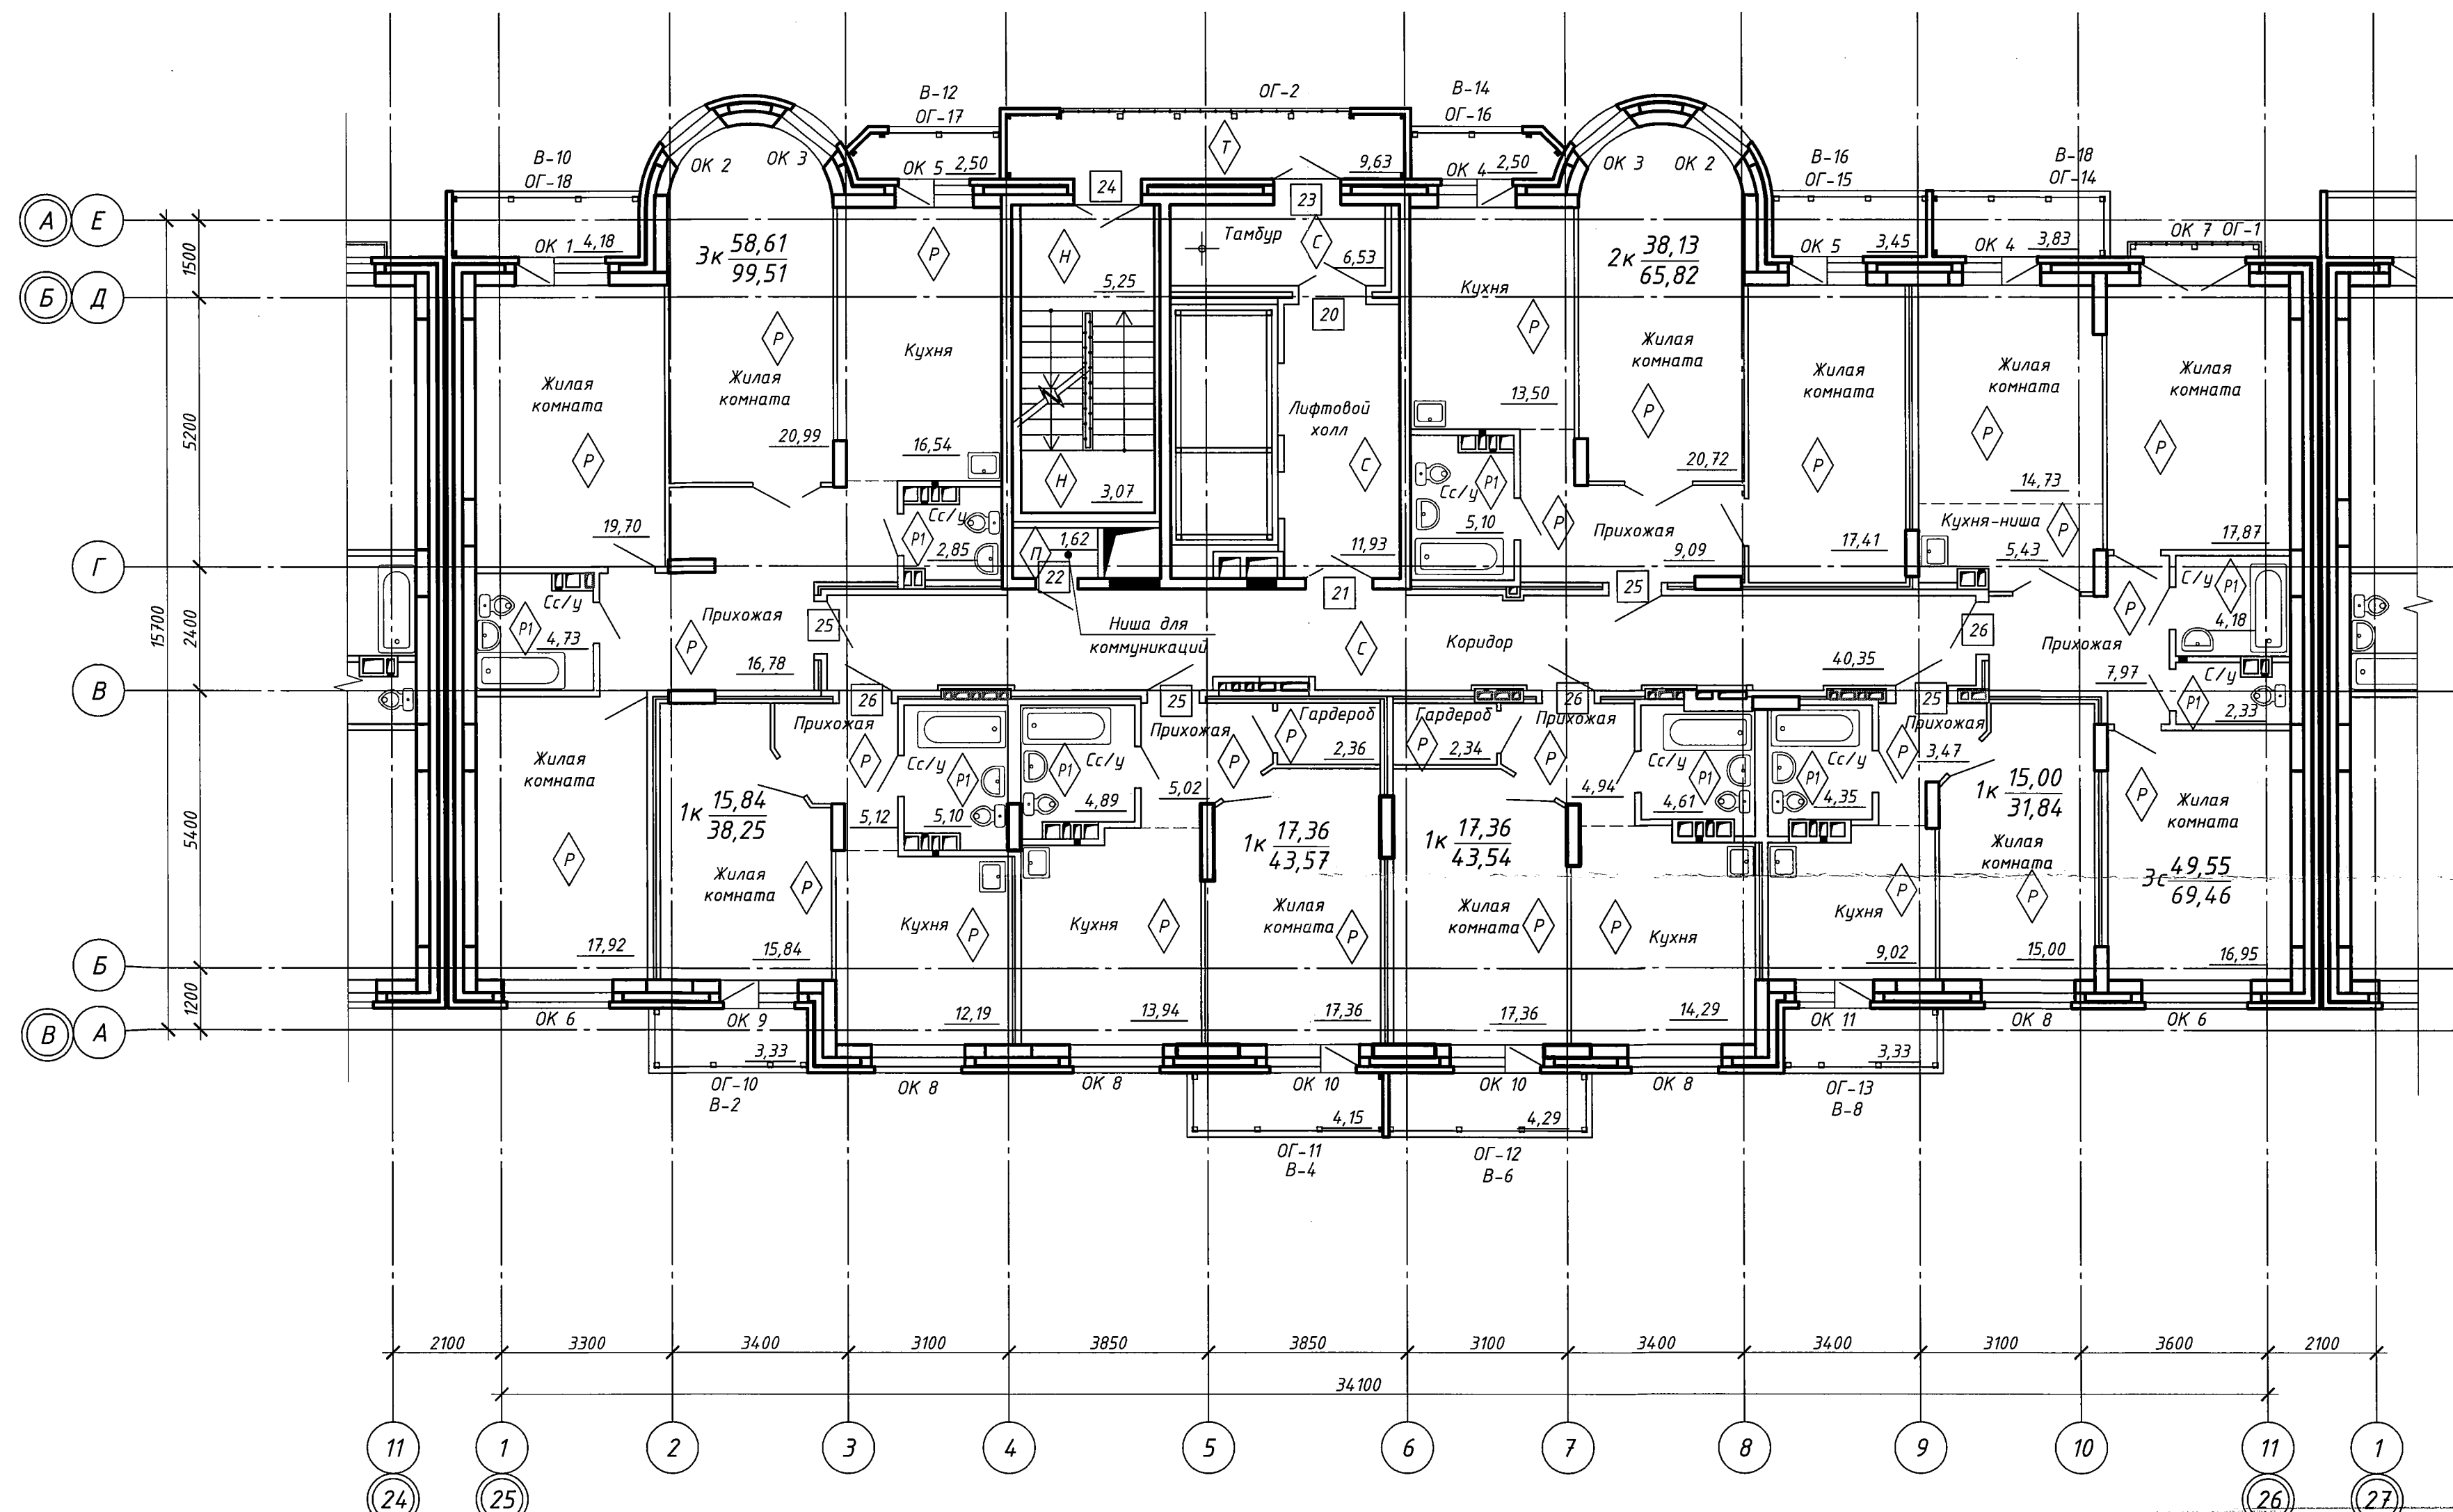 В-12
ОГ-17
ОГ-2
В-14
ОГ-16
В-10
ОГ-18
ОК 2
ОК 3
ОК 5 2,50
Т
9,63
ОК 4 2,50
ОК 3
ОК 2
В-16
ОГ-15
В-18
ОГ-14
А
Е
ОК 1 4,18
24
23
Тамбур
С
6,53
ОК 5
3,45
ОК 4
3,83
ОК 7 ОГ-1
3к 58,61
99,51
Р
Н
5,25
2к 38,13
65,82
Б
Д
1500
Кухня
20
Р
Р
Жилая
комната
Жилая
комната
Кухня
Р
Жилая
комната
Жилая
комната
Жилая
комната
Жилая
комната
5200
Лифтовой
холл
13,50
Р
20,99
16,54
Р
Н
3,07
С
Сс/у
Р1
5,10
20,72
Р
Р
14,73
Р
19,70
Сс/у
Р1
2,85
П
1,62
22
11,93
Р
Прихожая
9,09
17,41
Кухня-ниша
Р
5,43
17,87
Г
21
25
С/у
Р1
4,18
Сс/у
Р1
4,73
Прихожая
Р
16,78
25
Ниша для
коммуникаций
С
Коридор
40,35
26
Прихожая
Р
7,97
2400
15700
В
26
25
26
25
С/у
Р1
2,33
Прихожая
Р
5,12
Сс/у
Р1
5,10
Сс/у
Р1
4,89
Прихожая
Р
5,02
Гардероб
Р
2,36
Гардероб
Р
2,34
Прихожая
Р
4,94
Сс/у
Р1
4,61
Сс/у
Р1
4,35
Прихожая
Р
3,47
Жилая
комната
Р
17,92
1к 15,84
38,25
1к 17,36
43,57
1к 17,36
43,54
1к 15,00
31,84
Р
Жилая
комната
3с 49,55
69,46
5400
Жилая
комната
Р
15,84
Кухня
Р
12,19
Кухня
Р
13,94
Жилая
комната
Р
17,36
Жилая
комната
Р
17,36
Р
Кухня
14,29
Кухня
Р
9,02
Жилая
комната
Р
15,00
16,95
Б
1200
В
А
ОК 6
ОК 9
3,33
ОГ-10
В-2
ОК 8
ОК 8
ОК 10
ОК 10
ОК 8
ОК 11
3,33
ОГ-13
В-8
ОК 8
ОК 6
4,15
4,29
ОГ-11
В-4
ОГ-12
В-6
2100
3300
3400
3100
3850
3850
3100
3400
3400
3100
3600
2100
34100
11
1
2
3
4
5
6
7
8
9
10
11
1
24
25
26
27